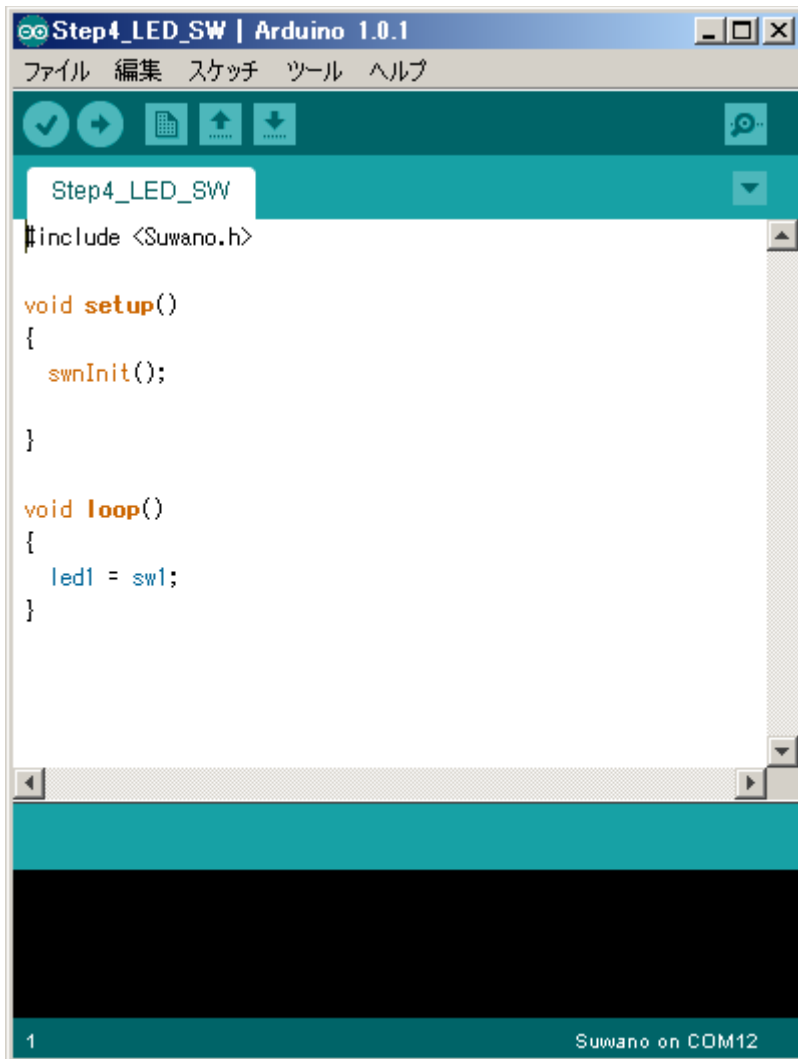 Step4_LED_SW | Arduino 1.0.1
ファイル 編集 スケッチ ツール ヘルプ
Step4_LED_SW
#include <Suwano.h>
void setup()
{
swnInit();
}
void loop()
{
led1 = sw1;
}
1 Suwano on COM12